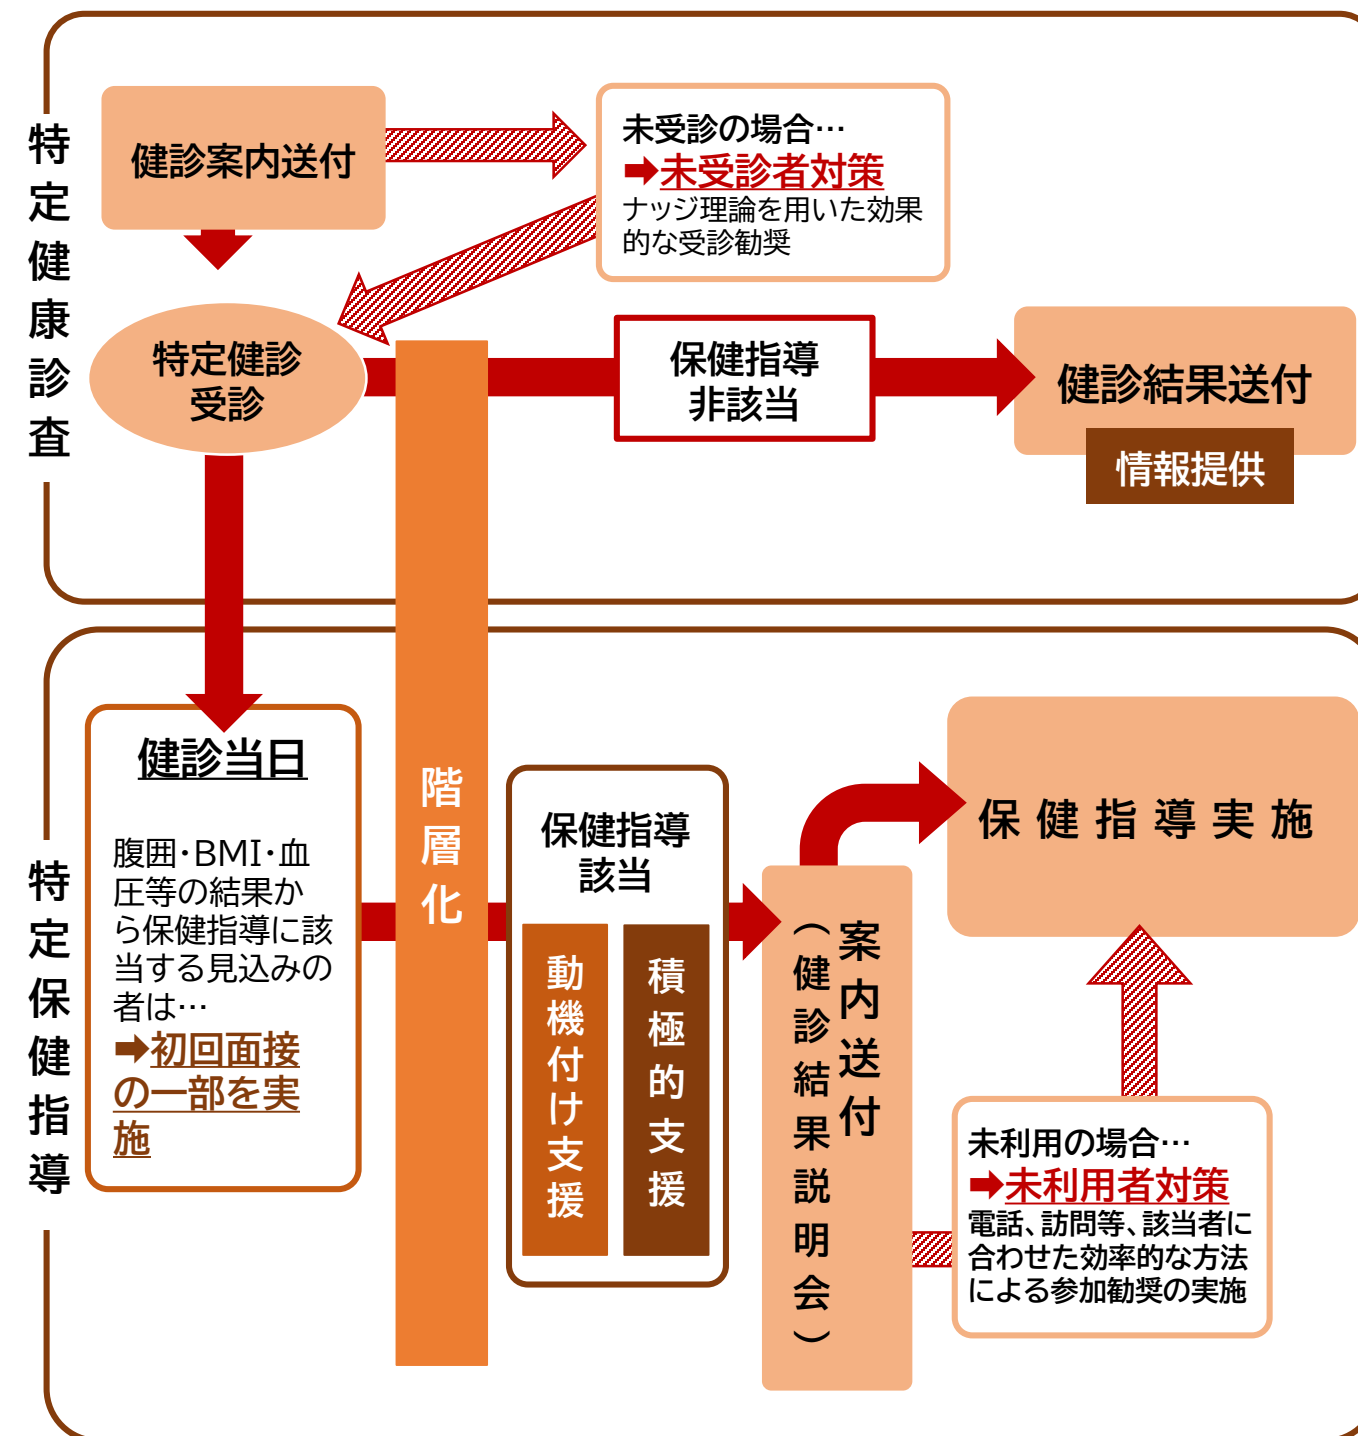 特定健康診査
健診案内送付
未受診の場合…
➡未受診者対策
ナッジ理論を用いた効果
的な受診勧奨
特定健診
受診
保健指導
非該当
健診結果送付
情報提供
階層化
特定保健指導
健診当日
腹囲・BMI・血
圧等の結果か
ら保健指導に該
当する見込みの
者は…
➡初回面接
の一部を実
施
保健指導
該当
動機付け支援
積極的支援
案内送付
（健診結果説明会）
保健指導実施
未利用の場合…
➡未利用者対策
電話、訪問等、該当者に
合わせた効率的な方法
による参加勧奨の実施